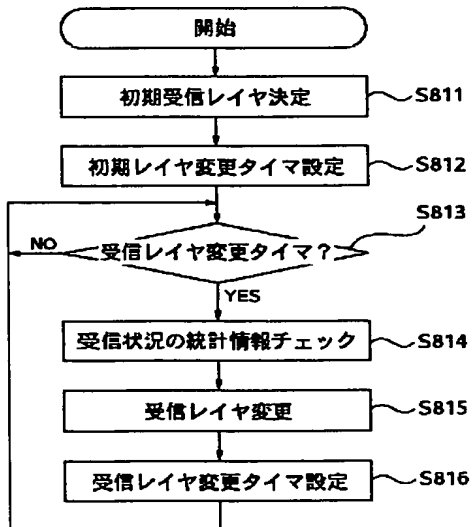 開始
初期受信レイヤ決定 S811
初期レイヤ変更タイマ設定 S812
S813
NO 受信レイヤ変更タイマ?
YES
受信状況の統計情報チェック S814
受信レイヤ変更 S815
受信レイヤ変更タイマ設定 S816